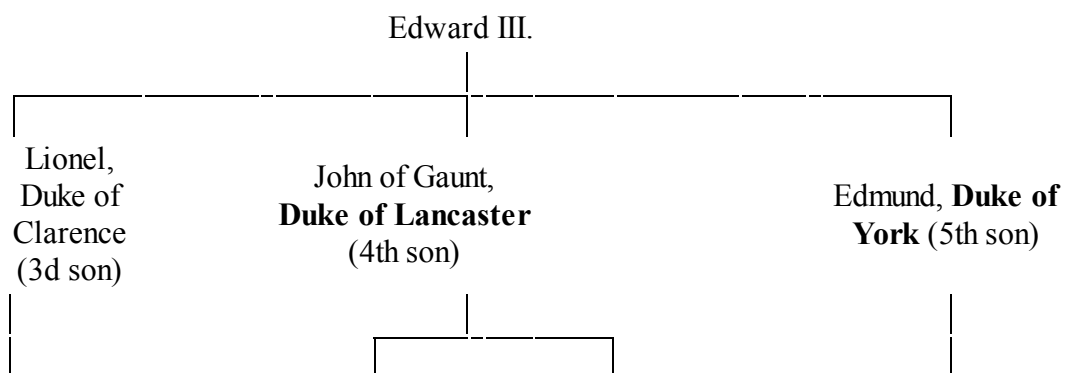 Edward III.
Lionel,
Duke of
Clarence
(3d son)
John of Gaunt,
Duke of Lancaster
(4th son)
Edmund, Duke of
York (5th son)